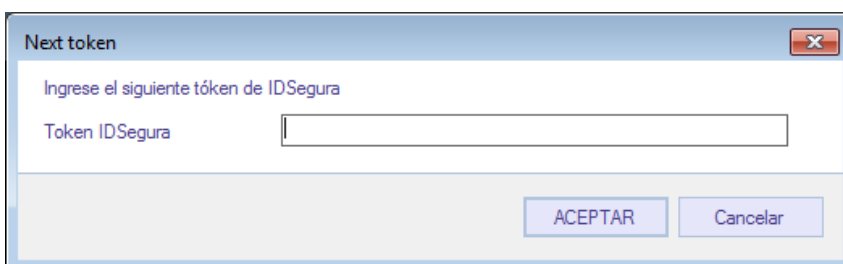 Next token
Ingrese el siguiente tóken de IDSegura
Token IDSegura
ACEPTAR Cancelar